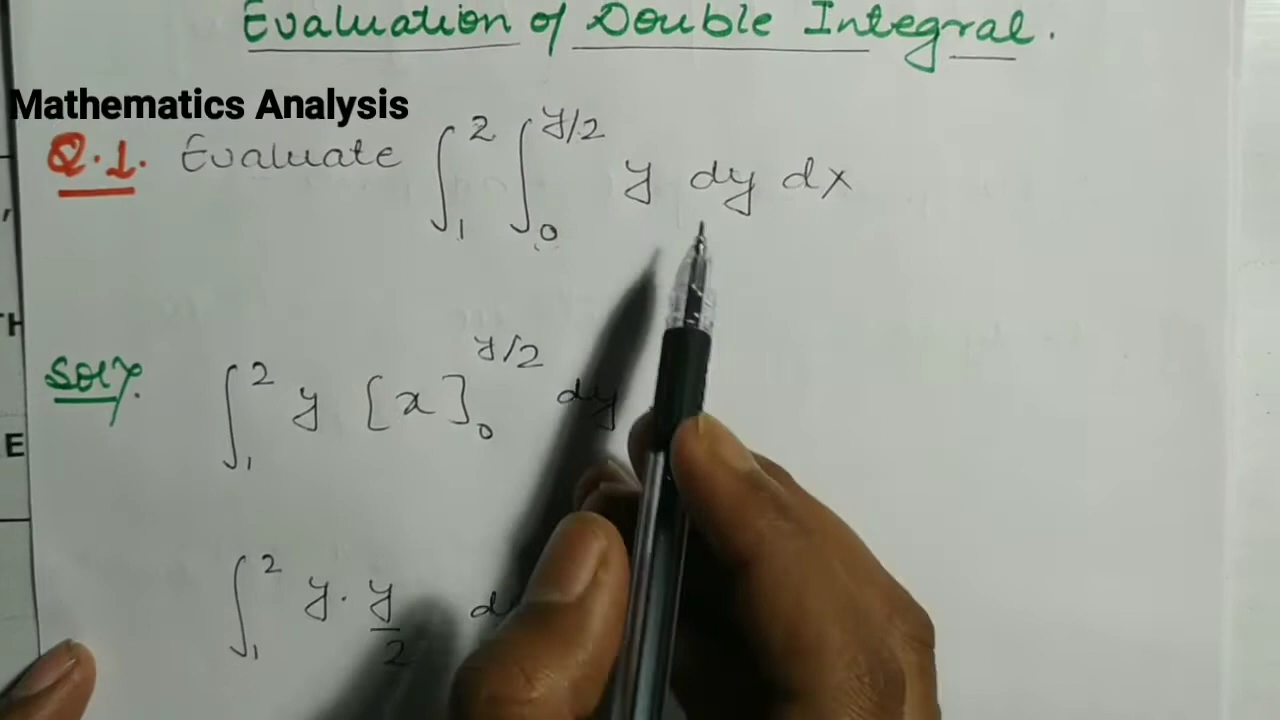 Evaluation of Double Integral.
Mathematics Analysis
Q.1. Evaluate ∫₁² ∫₀^{y/2} y dy dx
Solⁿ. ∫₁² y [x]₀^{y/2} dy
∫₁² y · y/2 d
H
E